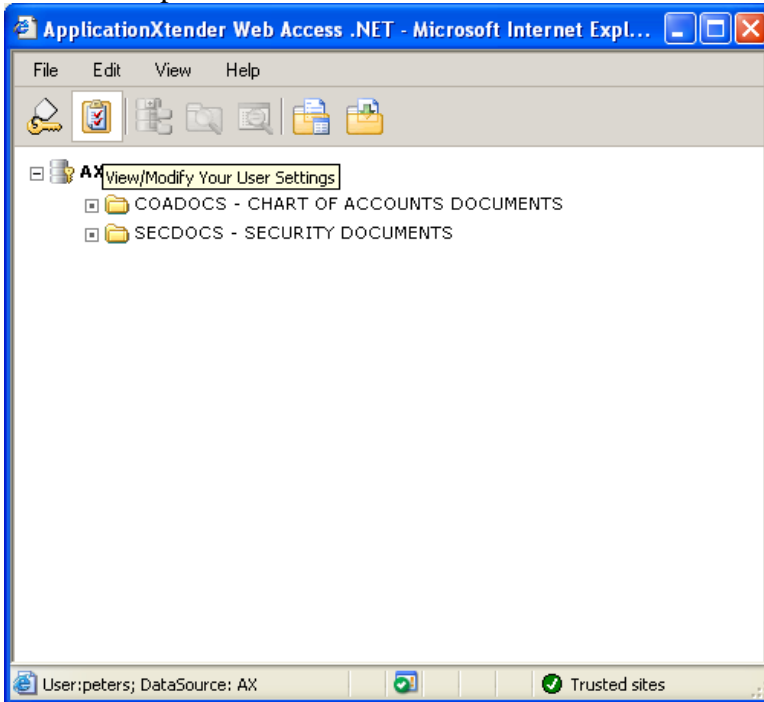 ApplicationXtender Web Access .NET - Microsoft Internet Expl...
File Edit View Help
AX
View/Modify Your User Settings
COADOCS - CHART OF ACCOUNTS DOCUMENTS
SECDOCS - SECURITY DOCUMENTS
User:peters; DataSource: AX Trusted sites